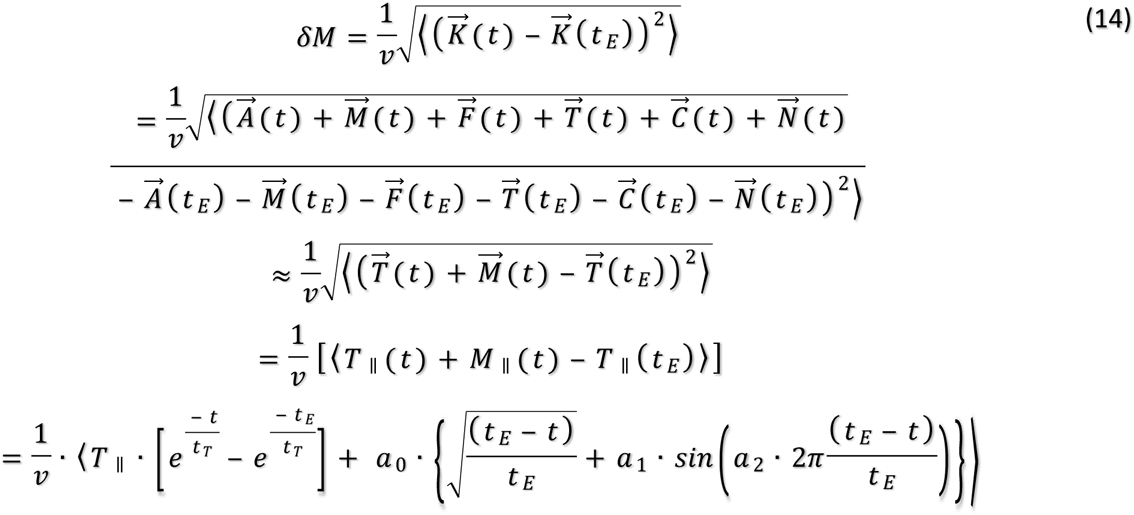 δM = 1/v √⟨(K⃗(t) − K⃗(t_E))²⟩ (14)
= 1/v √⟨(A⃗(t) + M⃗(t) + F⃗(t) + T⃗(t) + C⃗(t) + N⃗(t)
− A⃗(t_E) − M⃗(t_E) − F⃗(t_E) − T⃗(t_E) − C⃗(t_E) − N⃗(t_E))²⟩
≈ 1/v √⟨(T⃗(t) + M⃗(t) − T⃗(t_E))²⟩
= 1/v [⟨T_∥(t) + M_∥(t) − T_∥(t_E)⟩]
= 1/v · ⟨T_∥ · [e^(−t/t_T) − e^(−t_E/t_T)] + a_0 · {√((t_E − t)/t_E) + a_1 · sin(a_2 · 2π (t_E − t)/t_E)}⟩